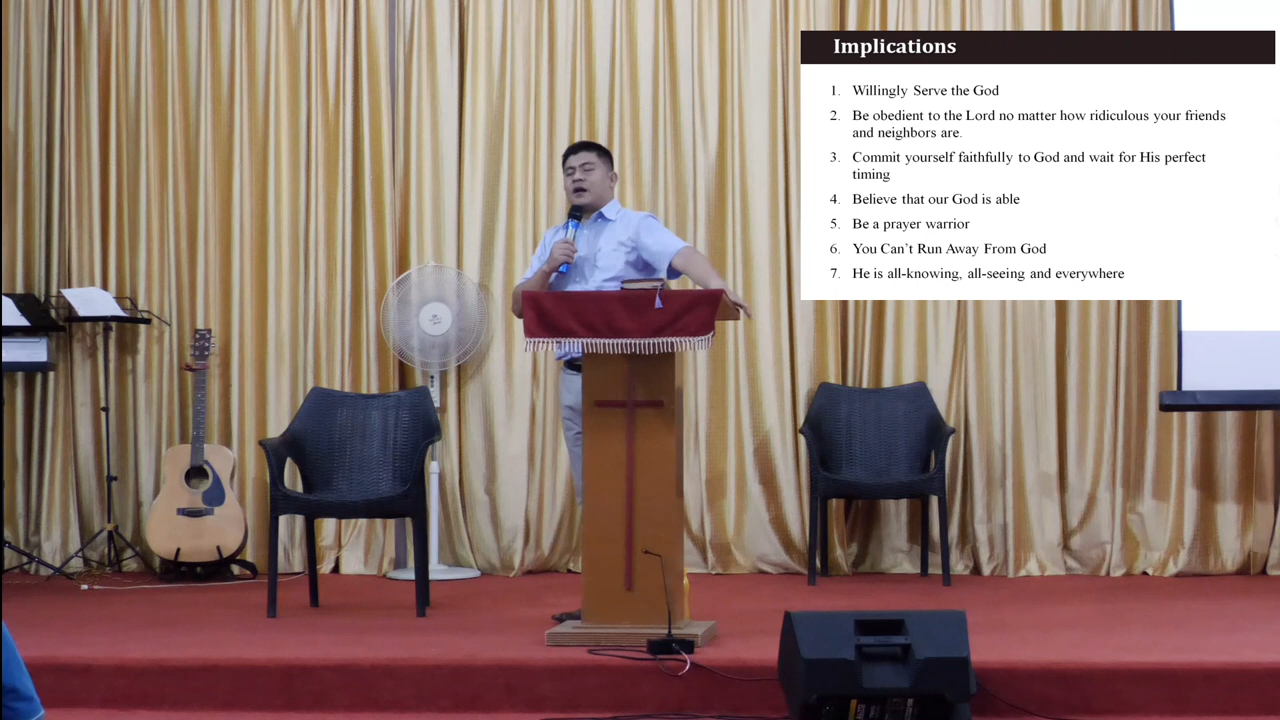 Implications
1. Willingly Serve the God
2. Be obedient to the Lord no matter how ridiculous your friends
and neighbors are.
3. Commit yourself faithfully to God and wait for His perfect
timing
4. Believe that our God is able
5. Be a prayer warrior
6. You Can't Run Away From God
7. He is all-knowing, all-seeing and everywhere